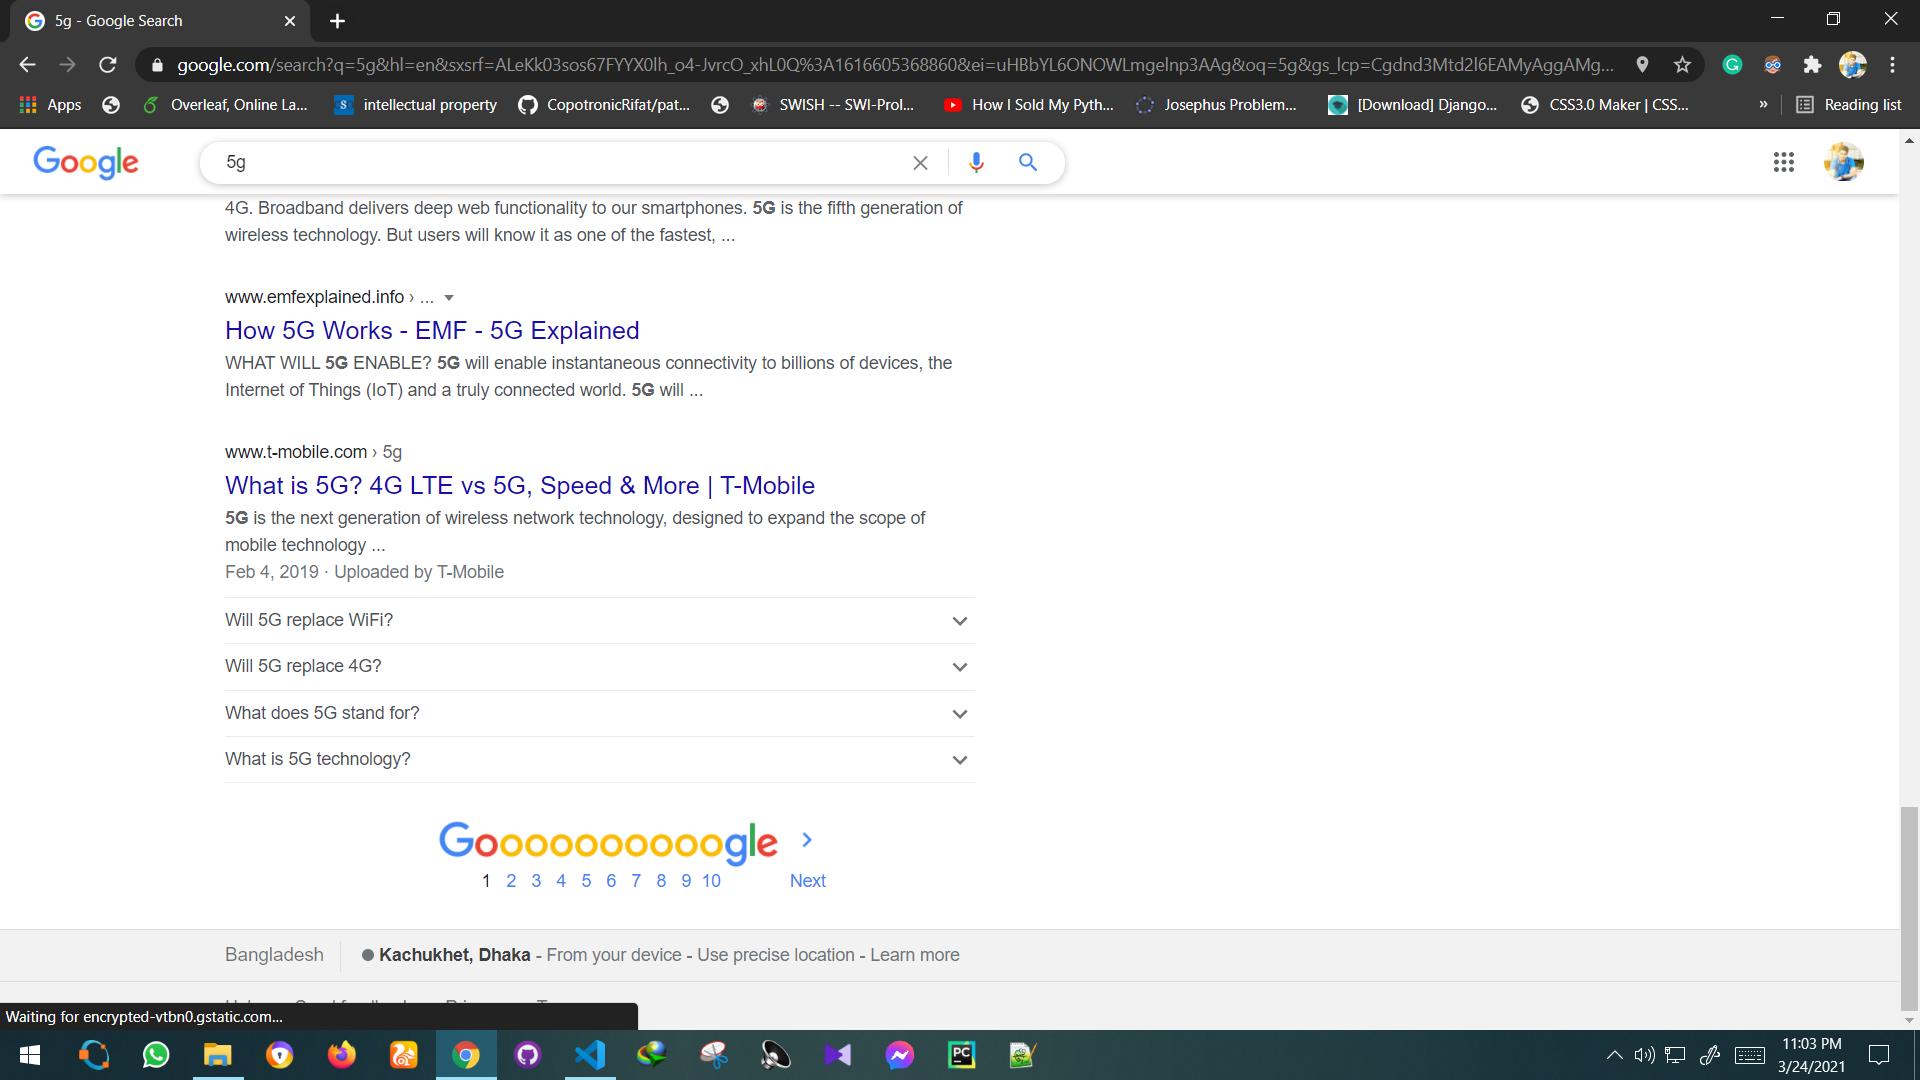 5g - Google Search
google.com/search?q=5g&hl=en&sxsrf=ALeKk03sos67FYYX0lh_o4-JvrcO_xhL0Q%3A1616605368860&ei=uHBbYL6ONOWLmgelnp3AAg&oq=5g&gs_lcp=Cgdnd3Mtd2l6EAMyAggAMg...
Apps
Overleaf, Online La...
intellectual property
CopotronicRifat/pat...
SWISH -- SWI-Prol...
How I Sold My Pyth...
Josephus Problem...
[Download] Django...
CSS3.0 Maker | CSS...
»
Reading list
Google
5g
4G. Broadband delivers deep web functionality to our smartphones. 5G is the fifth generation of
wireless technology. But users will know it as one of the fastest, ...
www.emfexplained.info › ...
How 5G Works - EMF - 5G Explained
WHAT WILL 5G ENABLE? 5G will enable instantaneous connectivity to billions of devices, the
Internet of Things (IoT) and a truly connected world. 5G will ...
www.t-mobile.com › 5g
What is 5G? 4G LTE vs 5G, Speed & More | T-Mobile
5G is the next generation of wireless network technology, designed to expand the scope of
mobile technology ...
Feb 4, 2019 · Uploaded by T-Mobile
Will 5G replace WiFi?
Will 5G replace 4G?
What does 5G stand for?
What is 5G technology?
Goooooooooogle
1 2 3 4 5 6 7 8 9 10 Next
Bangladesh
Kachukhet, Dhaka - From your device - Use precise location - Learn more
Waiting for encrypted-vtbn0.gstatic.com...
PC
11:03 PM
3/24/2021